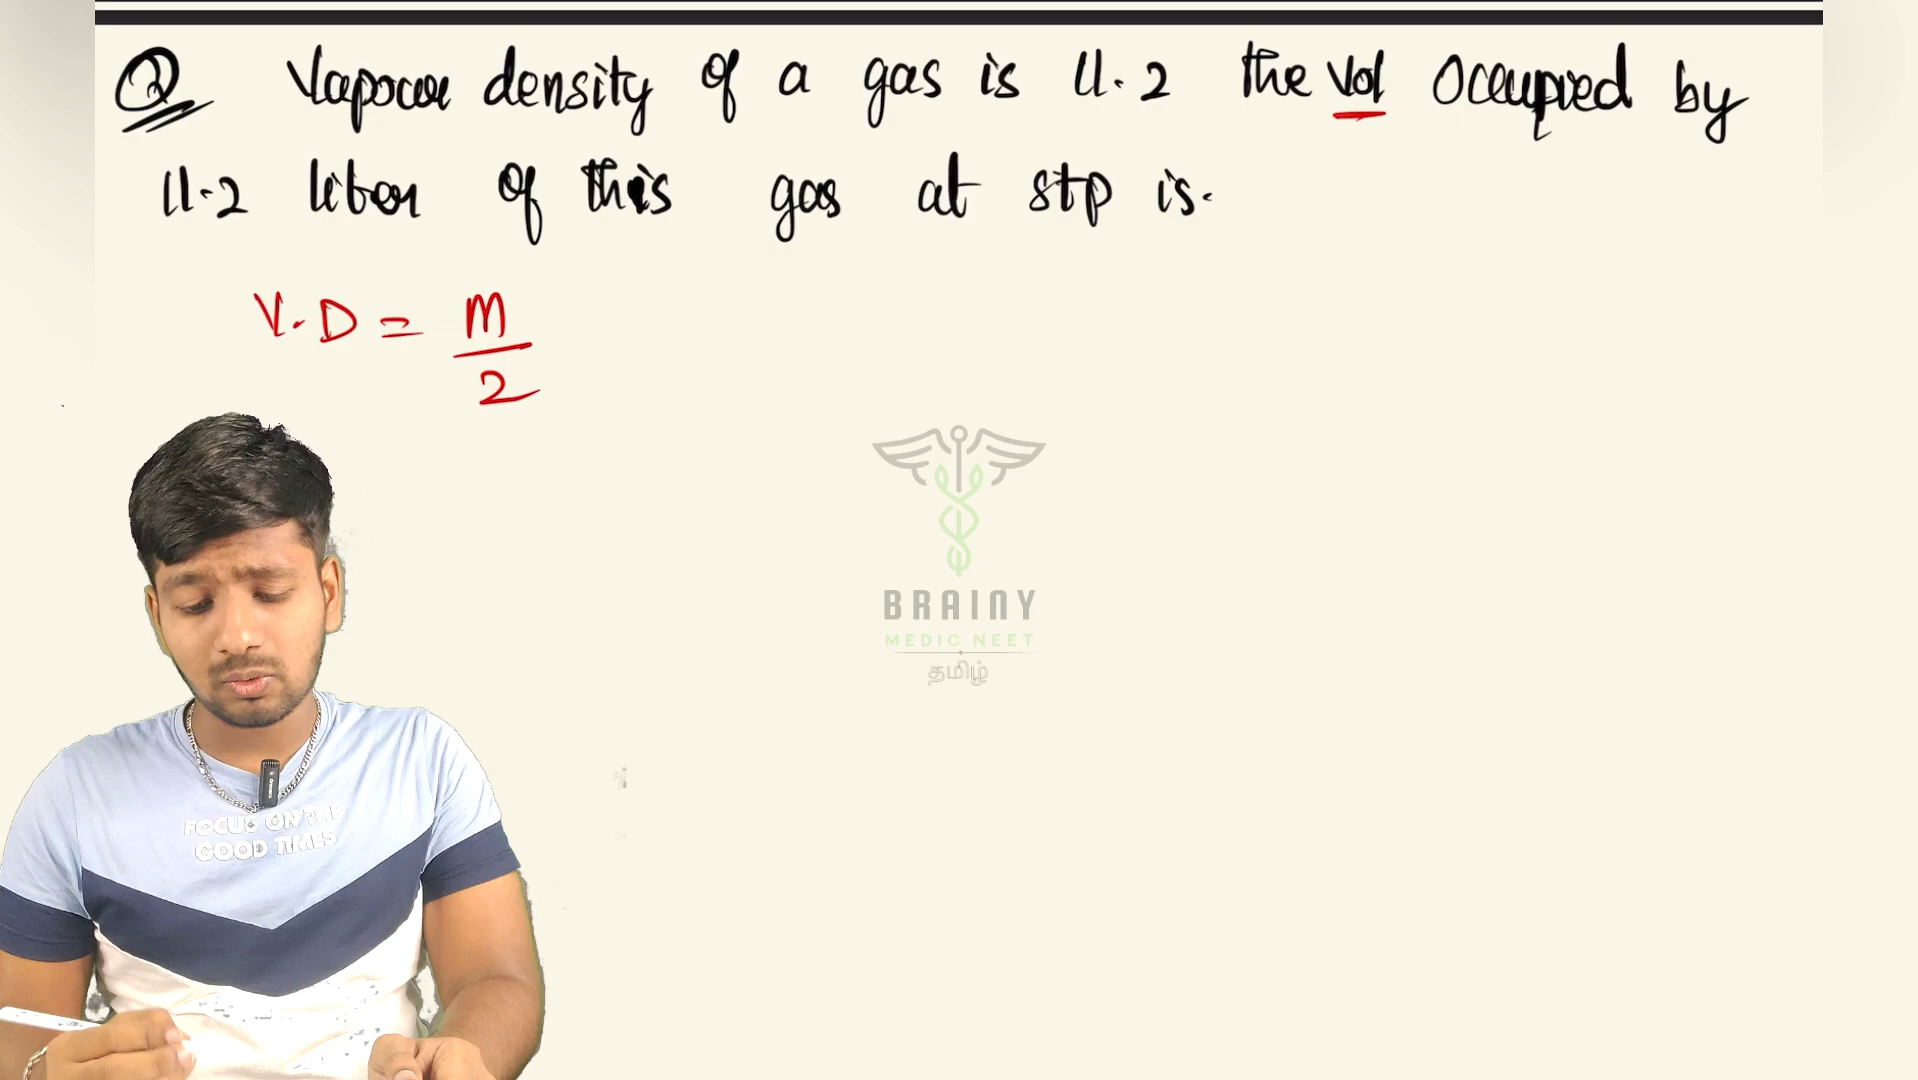 Q Vapour density of a gas is 11.2 the vol occupied by
11.2 liter of this gas at stp is.
V.D = M
2
BRAINY
MEDIC NEET
தமிழ்
FOCUS ON THE
GOOD TIMES